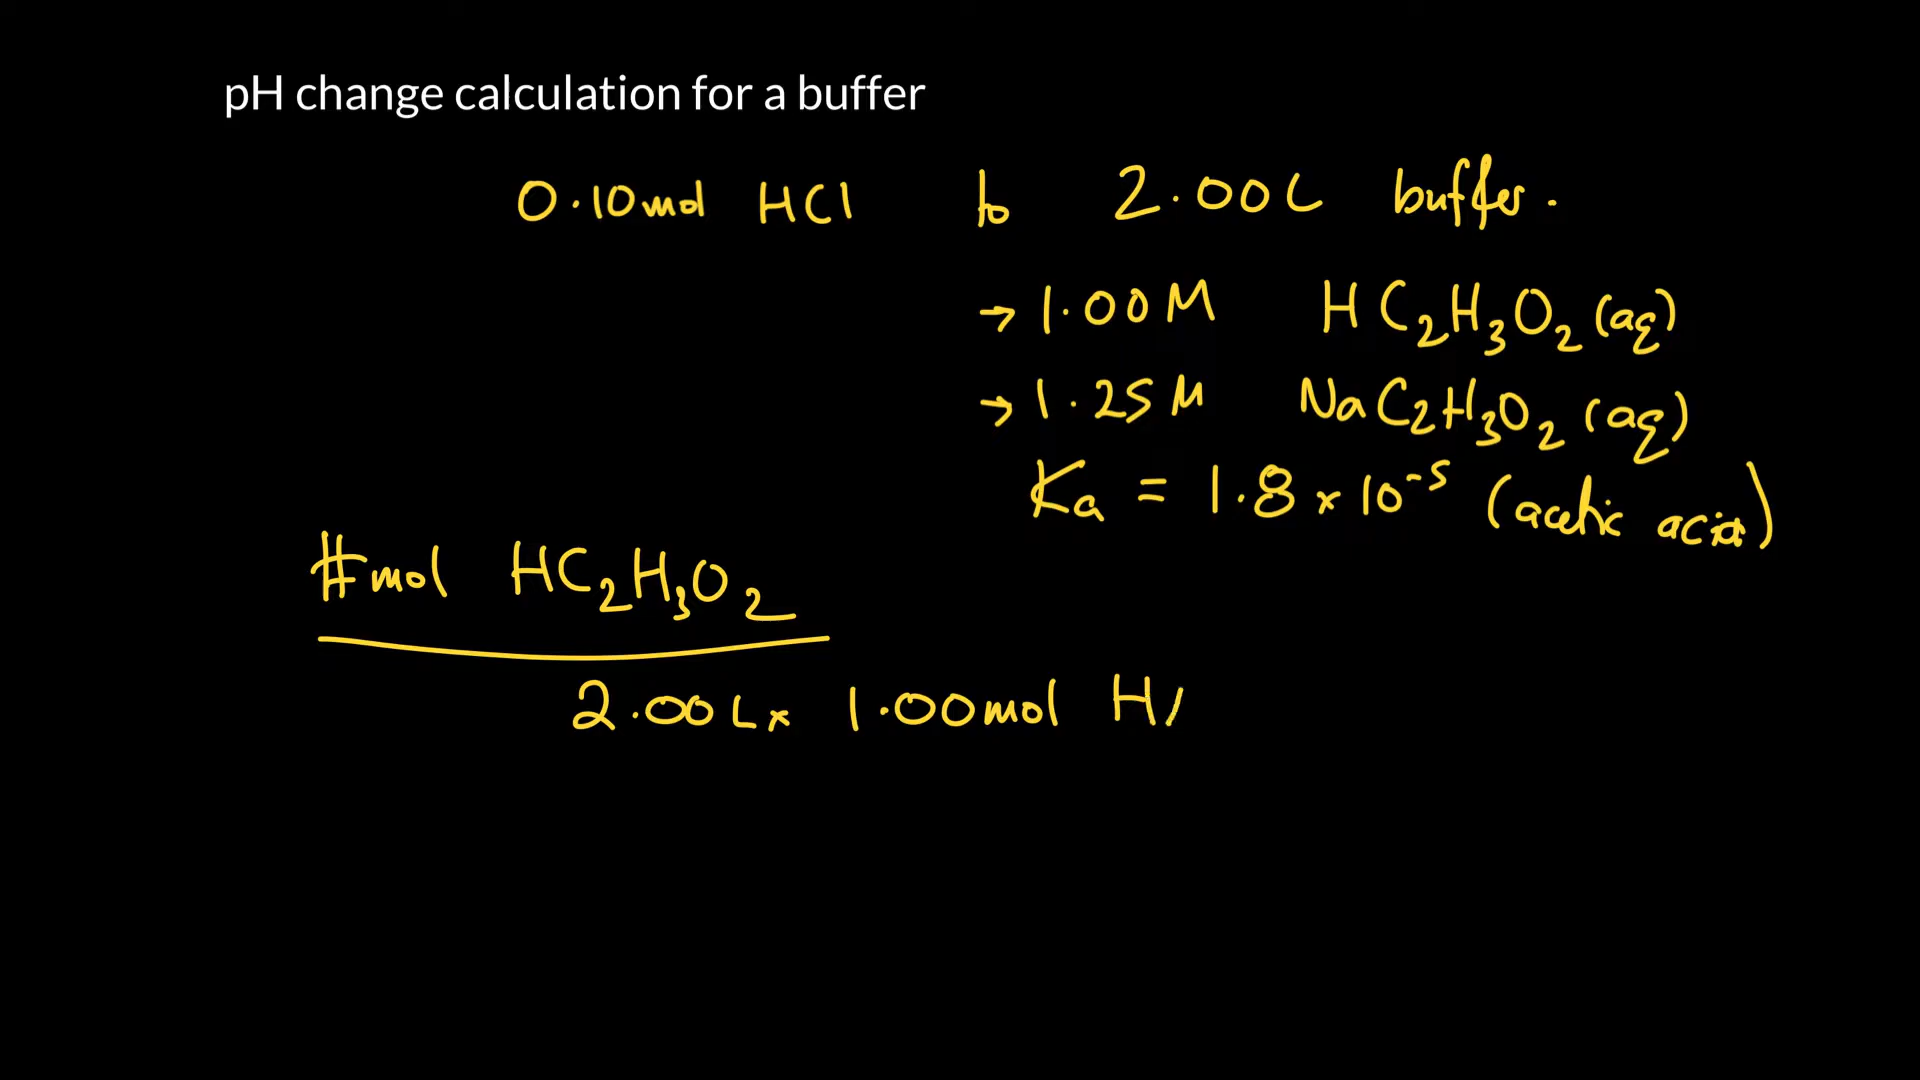 pH change calculation for a buffer
0.10mol HCl to 2.00L buffer.
→ 1.00M HC₂H₃O₂ (aq)
→ 1.25M NaC₂H₃O₂ (aq)
Ka = 1.8 × 10⁻⁵ (acetic acid)
#mol HC₂H₃O₂
2.00L × 1.00mol H